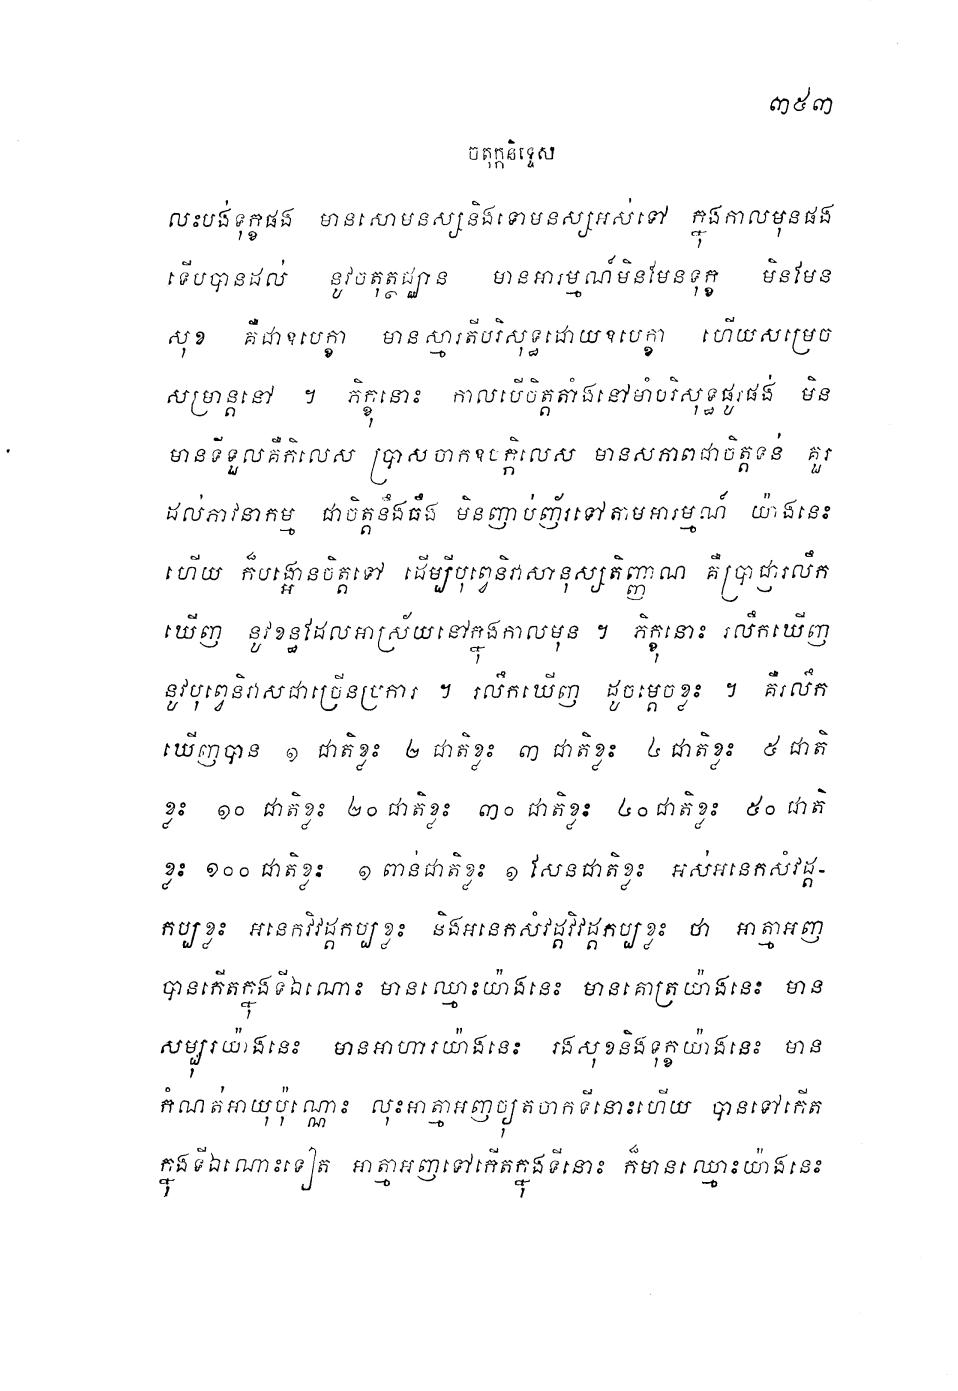 ៣៥៣
ចតុក្កនិទ្ទេស
លះបង់ទុក្ខផង មានសោមនស្សនិងទោមនស្សអស់ទៅ ក្នុងកាលមុនផង
ទើបបានដល់ នូវចតុត្ថជ្ឈាន មានអារម្មណ៍មិនមែនទុក្ខ មិនមែន
សុខ គឺជាឧបេក្ខា មានស្មារតីបរិសុទ្ធដោយឧបេក្ខា ហើយសម្រេច
សម្រាន្តនៅ ។ ភិក្ខុនោះ កាលបើចិត្តតាំងនៅមាំបរិសុទ្ធផូរផង់ មិន
មានទីទួលគឺកិលេស ប្រាសចាកឧបក្កិលេស មានសភាពជាចិត្តទន់ គួរ
ដល់ភាវនាកម្ម ជាចិត្តនឹងធឹង មិនញាប់ញ័រទៅតាមអារម្មណ៍ យ៉ាងនេះ
ហើយ ក៏បង្អោនចិត្តទៅ ដើម្បីបុព្វេនិវាសានុស្សតិញ្ញាណ គឺប្រាជ្ញារលឹក
ឃើញ នូវខន្ធដែលអាស្រ័យនៅក្នុងកាលមុន ។ ភិក្ខុនោះ រលឹកឃើញ
នូវបុព្វេនិវាសជាច្រើនប្រការ ។ រលឹកឃើញ ដូចម្តេចខ្លះ ។ គឺរលឹក
ឃើញបាន ១ ជាតិខ្លះ ២ ជាតិខ្លះ ៣ ជាតិខ្លះ ៤ ជាតិខ្លះ ៥ ជាតិ
ខ្លះ ១០ ជាតិខ្លះ ២០ ជាតិខ្លះ ៣០ ជាតិខ្លះ ៤០ ជាតិខ្លះ ៥០ ជាតិ
ខ្លះ ១០០ ជាតិខ្លះ ១ ពាន់ជាតិខ្លះ ១ សែនជាតិខ្លះ អស់អនេកសំវដ្ដ-
កប្បខ្លះ អនេកវិវដ្ដកប្បខ្លះ និងអនេកសំវដ្ដវិវដ្ដកប្បខ្លះ ថា អាត្មាអញ
បានកើតក្នុងទីឯណោះ មានឈ្មោះយ៉ាងនេះ មានគោត្រយ៉ាងនេះ មាន
សម្បុរយ៉ាងនេះ មានអាហារយ៉ាងនេះ រងសុខនិងទុក្ខយ៉ាងនេះ មាន
កំណត់អាយុប៉ុណ្ណោះ លុះអាត្មាអញច្យុតចាកទីនោះហើយ បានទៅកើត
ក្នុងទីឯណោះទៀត អាត្មាអញទៅកើតក្នុងទីនោះ ក៏មានឈ្មោះយ៉ាងនេះ